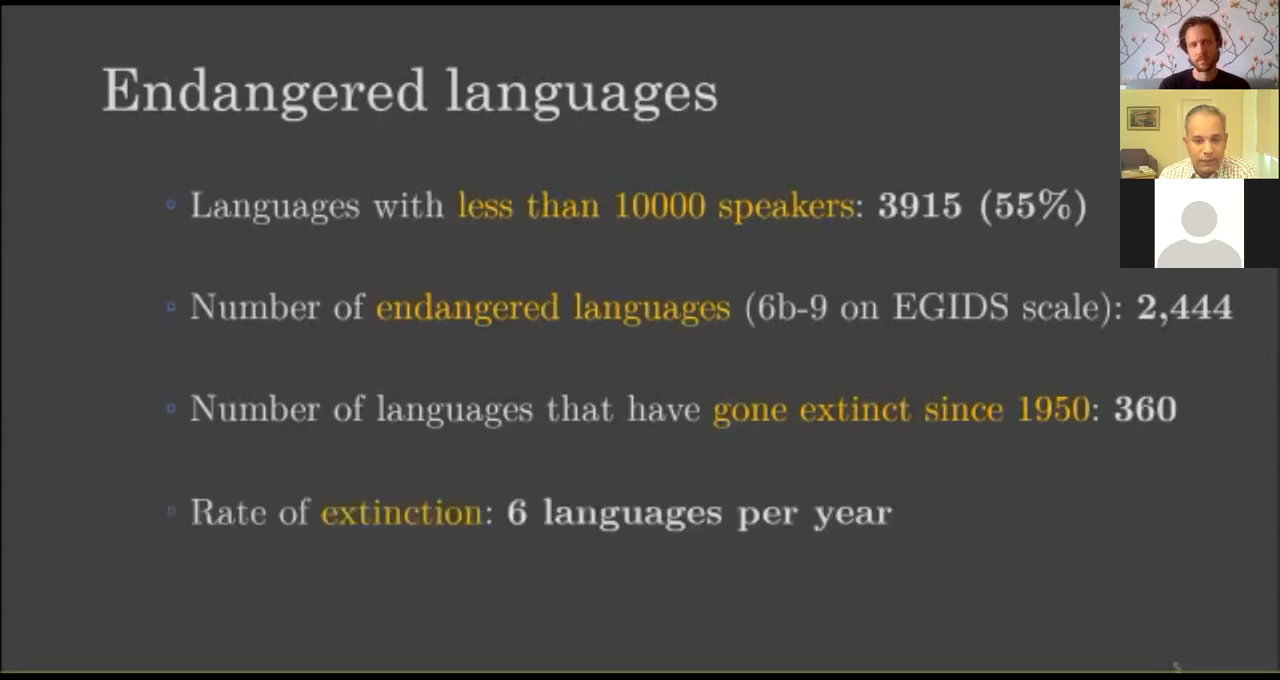 Endangered languages
Languages with less than 10000 speakers: 3915 (55%)
Number of endangered languages (6b-9 on EGIDS scale): 2,444
Number of languages that have gone extinct since 1950: 360
Rate of extinction: 6 languages per year
5